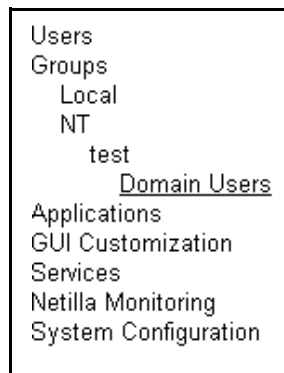 Users
Groups
Local
NT
test
Domain Users
Applications
GUI Customization
Services
Netilla Monitoring
System Configuration